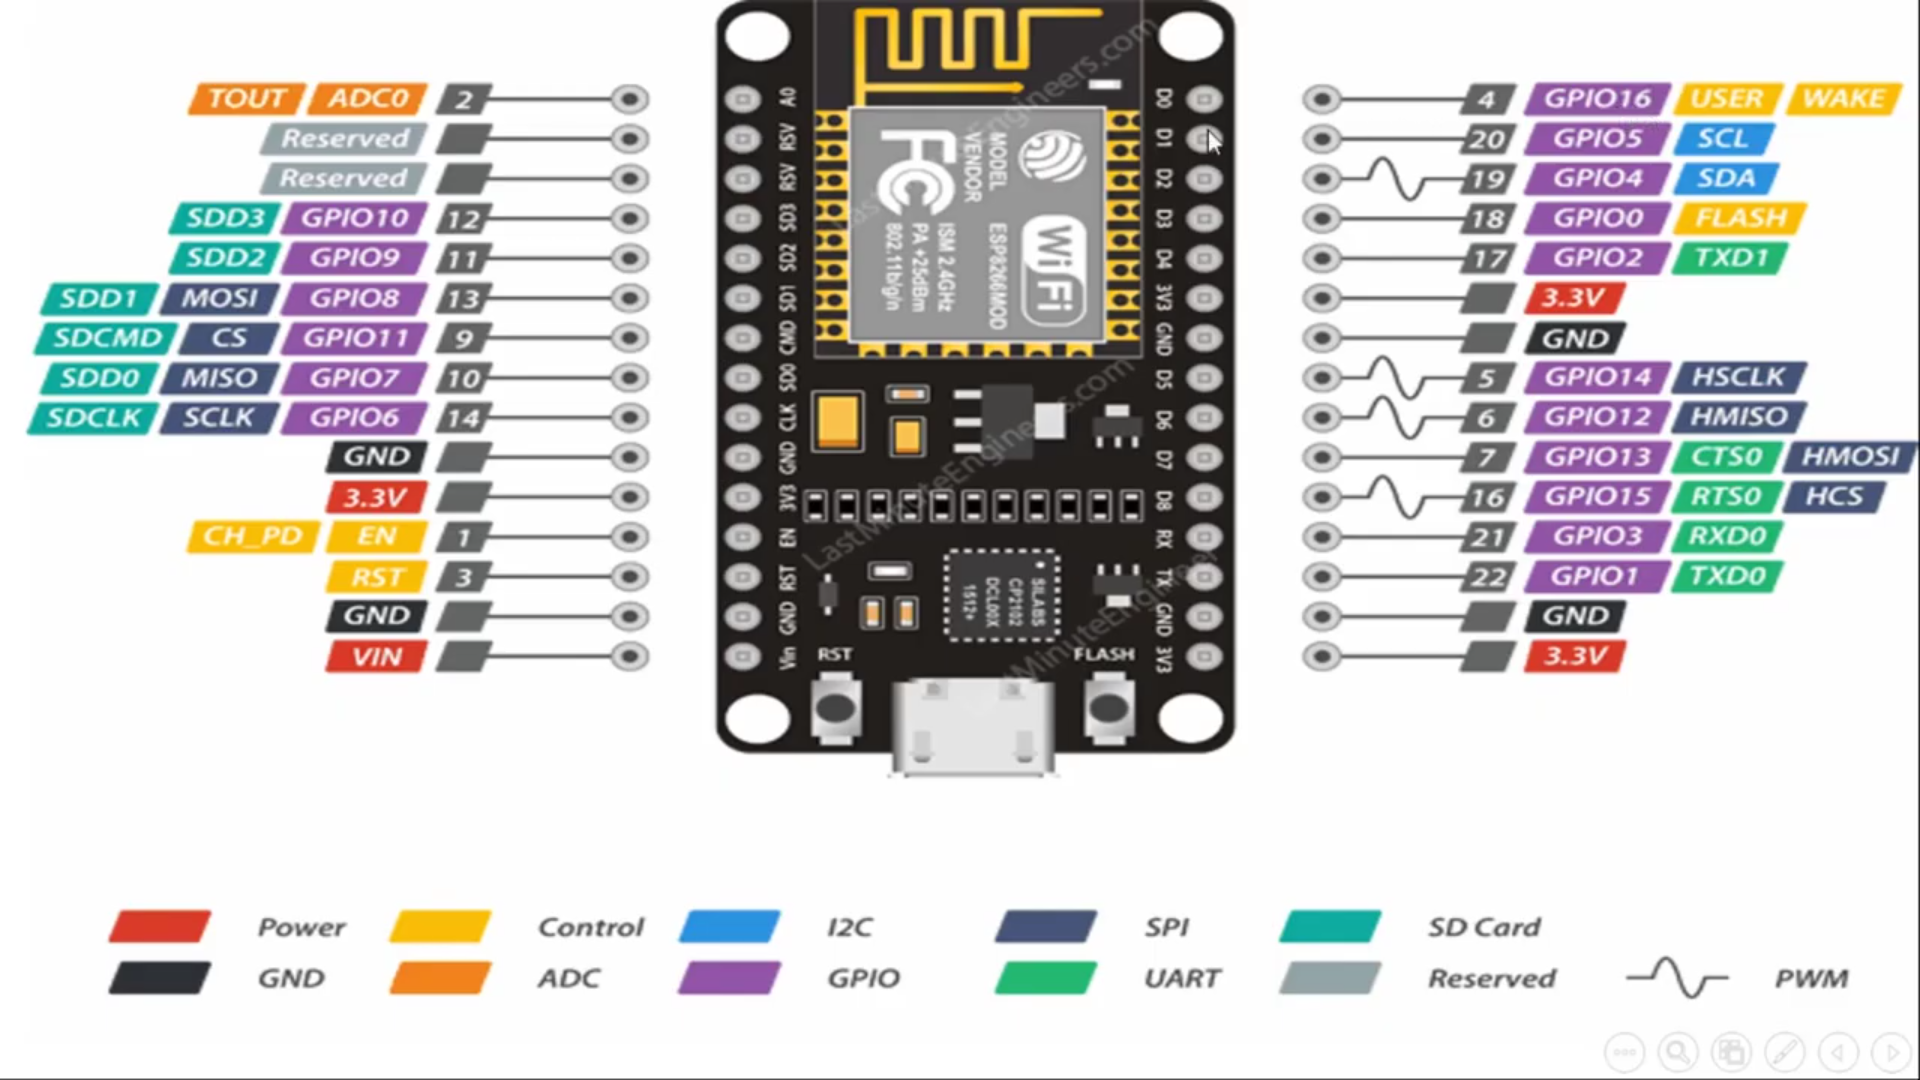 TOUT ADC0 2
Reserved
Reserved
SDD3 GPIO10 12
SDD2 GPIO9 11
SDD1 MOSI GPIO8 13
SDCMD CS GPIO11 9
SDD0 MISO GPIO7 10
SDCLK SCLK GPIO6 14
GND
3.3V
CH_PD EN 1
RST 3
GND
VIN
A0
RSV
RSV
SD3
SD2
SD1
CMD
SD0
CLK
GND
3V3
EN
RST
GND
Vin
MODEL
VENDOR
ESP8266MOD
ISM 2.4GHz
PA +25dBm
802.11b/g/n
FC
WiFi
SILABS
CP2102
DCL00X
1512+
RST
FLASH
LastMinuteEngineers.com
D0
D1
D2
D3
D4
3V3
GND
D5
D6
D7
D8
RX
TX
GND
3V3
4 GPIO16 USER WAKE
20 GPIO5 SCL
19 GPIO4 SDA
18 GPIO0 FLASH
17 GPIO2 TXD1
3.3V
GND
5 GPIO14 HSCLK
6 GPIO12 HMISO
7 GPIO13 CTS0 HMOSI
16 GPIO15 RTS0 HCS
21 GPIO3 RXD0
22 GPIO1 TXD0
GND
3.3V
Power Control I2C SPI SD Card
GND ADC GPIO UART Reserved PWM